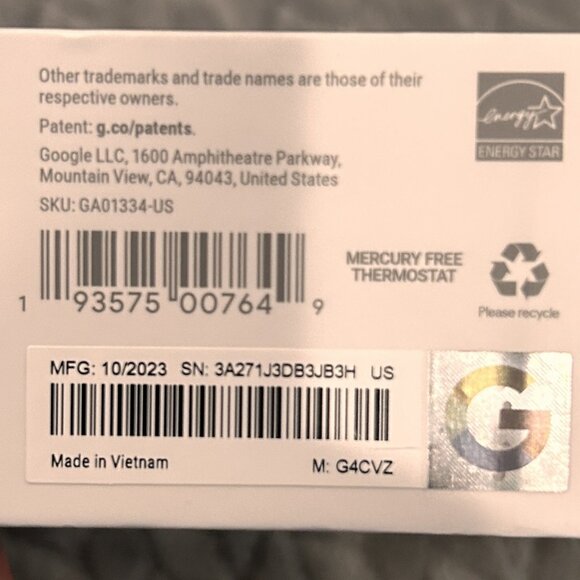 Other trademarks and trade names are those of their
respective owners.
Patent: g.co/patents.
Google LLC, 1600 Amphitheatre Parkway,
Mountain View, CA, 94043, United States
SKU: GA01334-US
energy
ENERGY STAR
1 93575 00764 9
MERCURY FREE
THERMOSTAT
Please recycle
MFG: 10/2023 SN: 3A271J3DB3JB3H US
Made in Vietnam M: G4CVZ
G